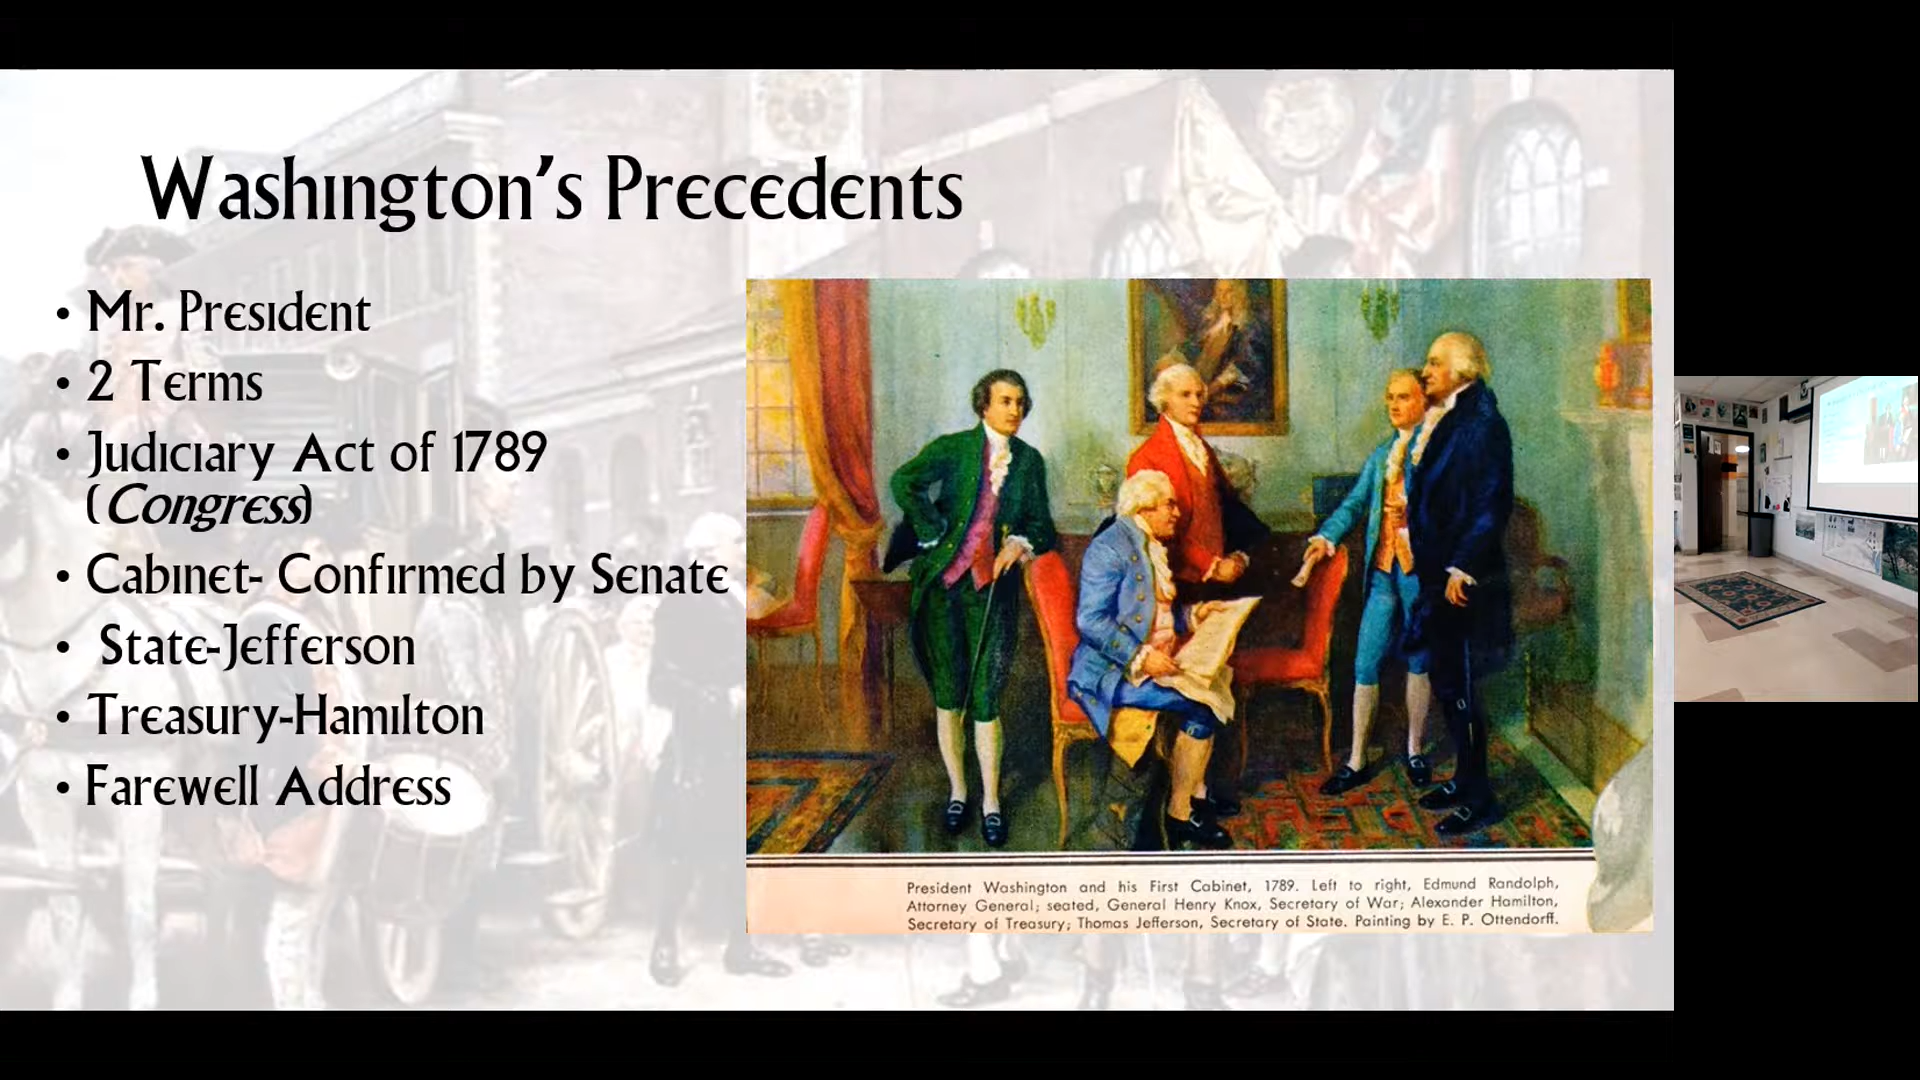 Washington's Precedents
• Mr. President
• 2 Terms
• Judiciary Act of 1789
(Congress)
• Cabinet- Confirmed by Senate
• State-Jefferson
• Treasury-Hamilton
• Farewell Address
President Washington and his First Cabinet, 1789. Left to right, Edmund Randolph,
Attorney General; seated, General Henry Knox, Secretary of War; Alexander Hamilton,
Secretary of Treasury; Thomas Jefferson, Secretary of State. Painting by E. P. Ottendorff.